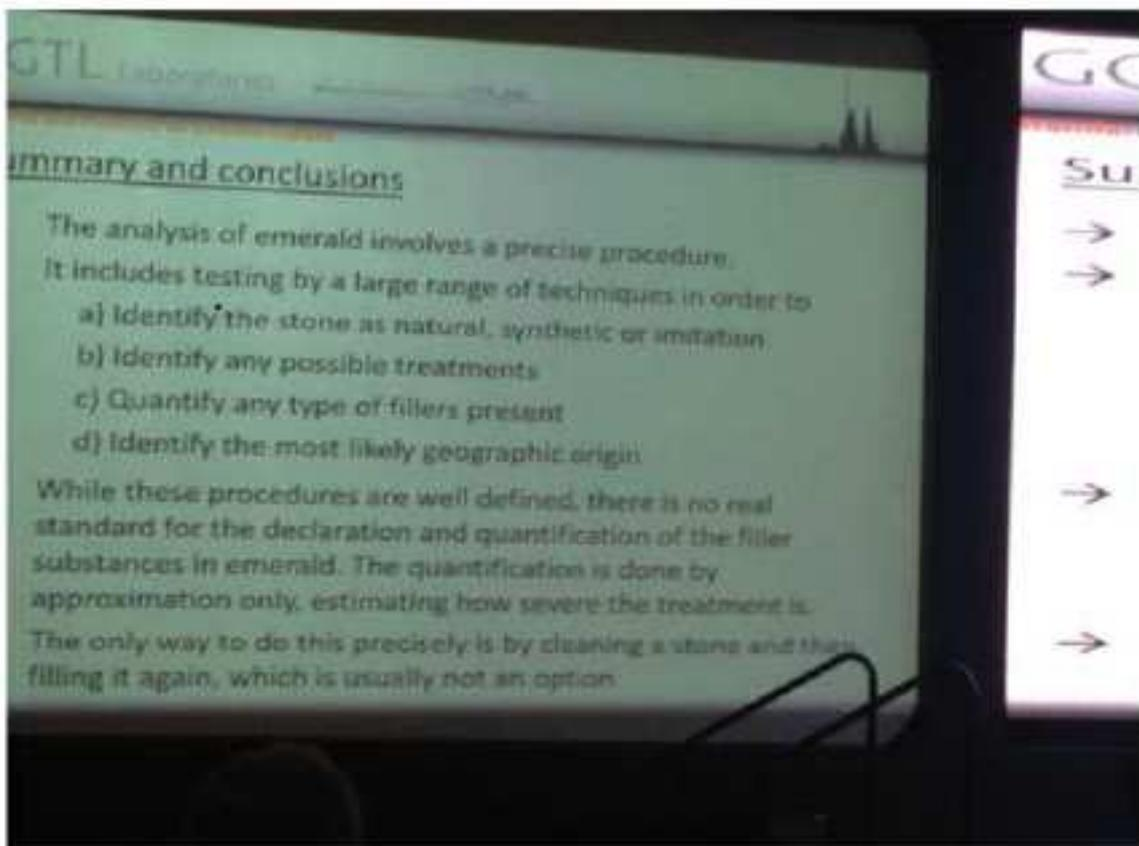 GTL Laboratories
ummary and conclusions
The analysis of emerald involves a precise procedure.
It includes testing by a large range of techniques in order to
a) Identify the stone as natural, synthetic or imitation
b) Identify any possible treatments
c) Quantify any type of fillers present
d) Identify the most likely geographic origin
While these procedures are well defined, there is no real
standard for the declaration and quantification of the filler
substances in emerald. The quantification is done by
approximation only, estimating how severe the treatment is.
The only way to do this precisely is by cleaning a stone and then
filling it again, which is usually not an option
GG
Su
→
→
→
→